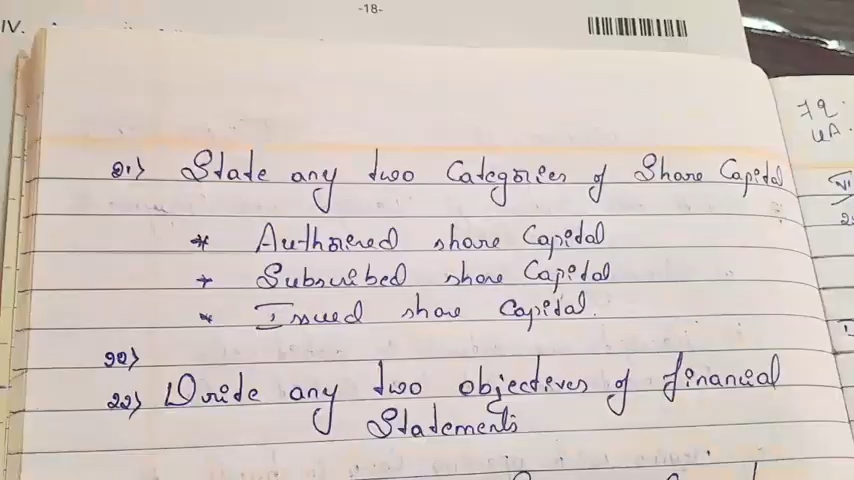 IV.
-18-
21) State any two Categories of Share Capital
* Authorised share Capital
* Subscribed share Capital
* Issued share Capital.
22)
22) Write any two objectives of financial
Statements